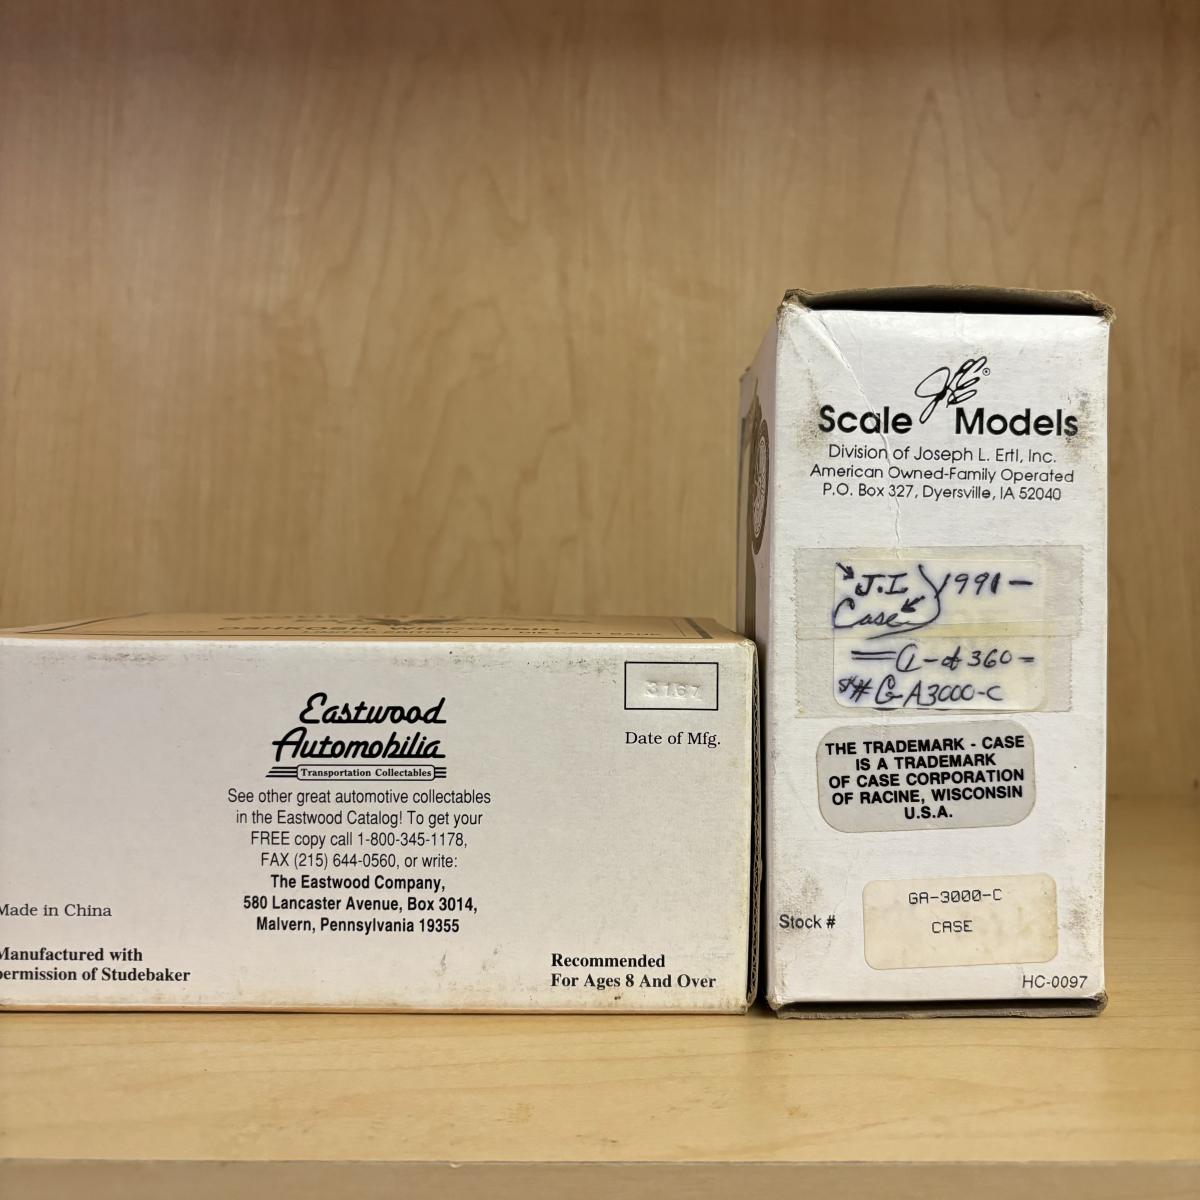 3167
Date of Mfg.
Eastwood
Automobilia
Transportation Collectables
See other great automotive collectables
in the Eastwood Catalog! To get your
FREE copy call 1-800-345-1178,
FAX (215) 644-0560, or write:
The Eastwood Company,
580 Lancaster Avenue, Box 3014,
Malvern, Pennsylvania 19355
Made in China
Manufactured with
permission of Studebaker
Recommended
For Ages 8 And Over
JLE®
Scale Models
Division of Joseph L. Ertl, Inc.
American Owned-Family Operated
P.O. Box 327, Dyersville, IA 52040
J.I. 1991-
Case
1-of 360-
# GA3000-C
THE TRADEMARK - CASE
IS A TRADEMARK
OF CASE CORPORATION
OF RACINE, WISCONSIN
U.S.A.
Stock #
GA-3000-C
CASE
HC-0097